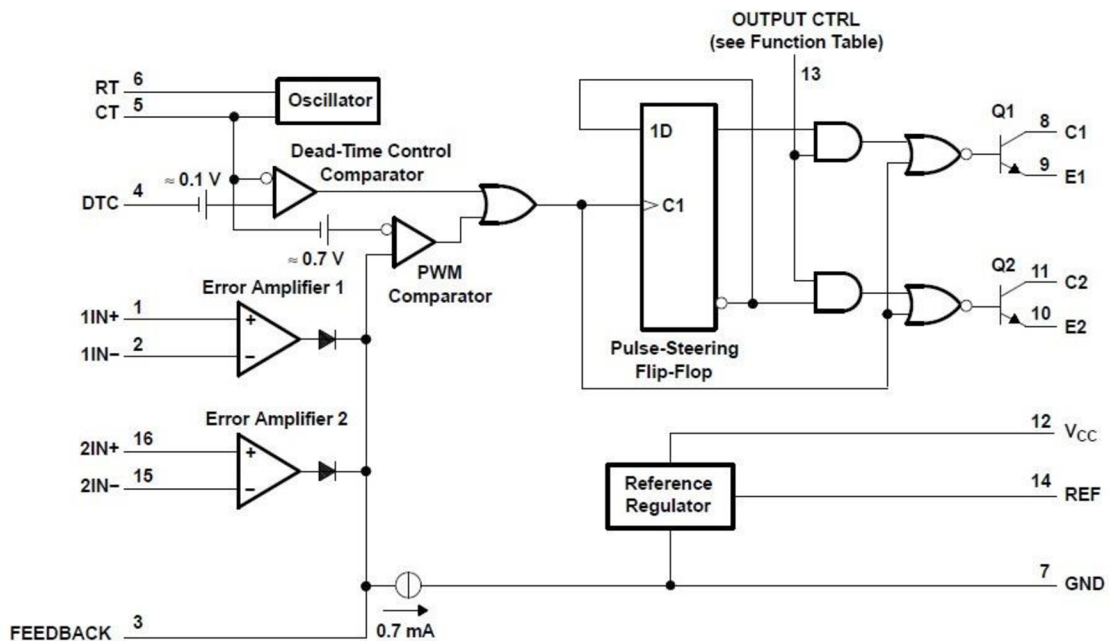 OUTPUT CTRL
(see Function Table)
13
RT 6
CT 5
Oscillator
Dead-Time Control
Comparator
≈ 0.1 V
DTC 4
≈ 0.7 V
PWM
Comparator
1D
C1
Pulse-Steering
Flip-Flop
Q1
8 C1
9 E1
Q2
11 C2
10 E2
Error Amplifier 1
1IN+ 1
+
1IN− 2
−
Error Amplifier 2
2IN+ 16
+
2IN− 15
−
12 VCC
Reference
Regulator
14 REF
7 GND
0.7 mA
FEEDBACK 3